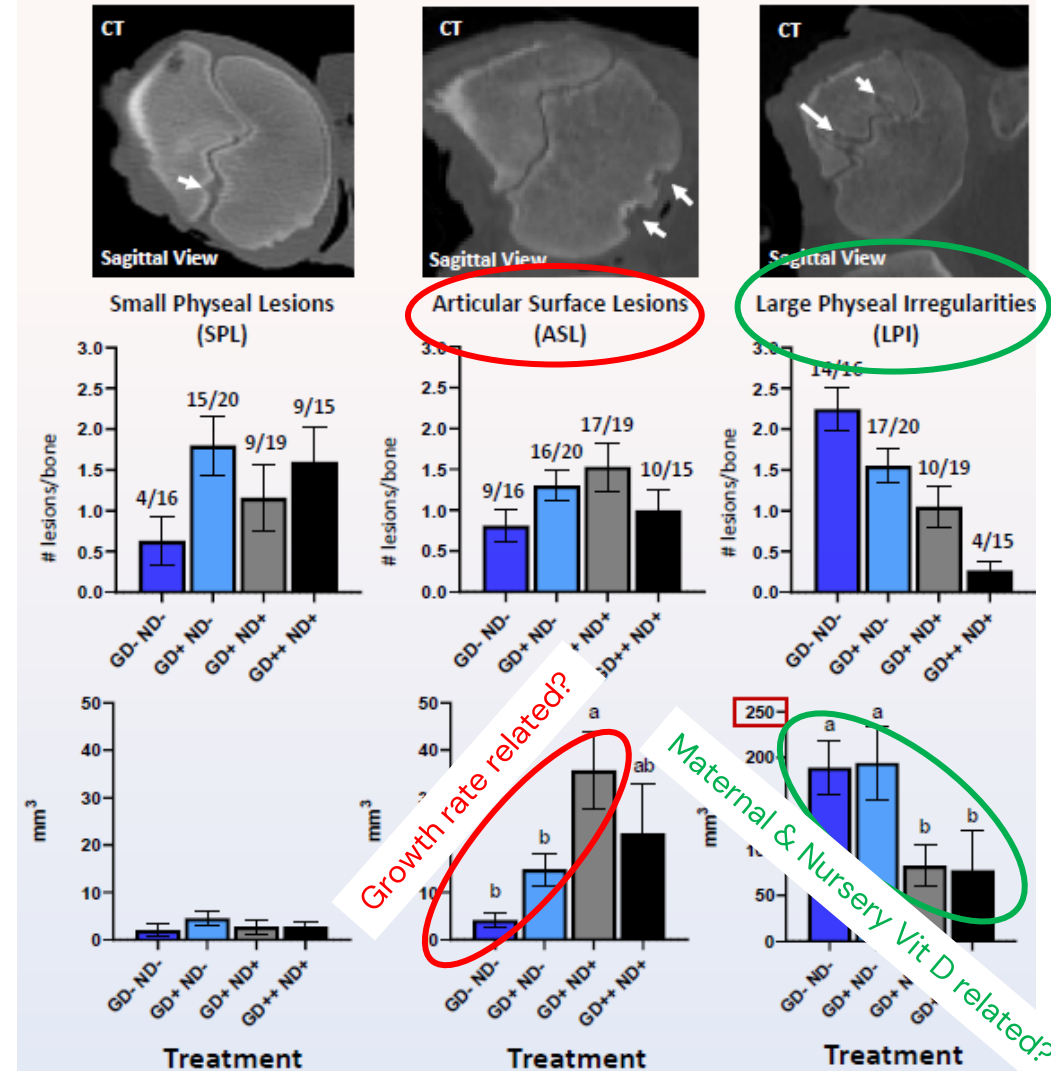 CT
CT
CT
Sagittal View
Sagittal View
Sagittal View
Small Physeal Lesions
(SPL)
Articular Surface Lesions
(ASL)
Large Physeal Irregularities
(LPI)
# lesions/bone
3.0
2.5
2.0
1.5
1.0
0.5
0.0
4/16
15/20
9/19
9/15
GD- ND-
GD+ ND-
GD+ ND+
GD++ ND+
# lesions/bone
3.0
2.5
2.0
1.5
1.0
0.5
0.0
9/16
16/20
17/19
10/15
GD- ND-
GD+ ND-
ND+
GD++ ND+
# lesions/bone
3.0
2.5
2.0
1.5
1.0
0.5
0.0
14/16
17/20
10/19
4/15
GD- ND-
GD+ ND-
GD+ ND+
GD++ ND+
mm³
50
40
30
20
10
0
GD- ND-
GD+ ND-
GD+ ND+
GD++ ND+
Treatment
mm³
50
40
10
0
b
b
a
ab
GD- ND-
GD+ ND-
GD+ ND+
GD++ ND+
Treatment
Growth rate related?
mm³
250
200
50
0
a
a
b
b
GD- ND-
GD+ ND-
Treatment
Maternal & Nursery Vit D related?